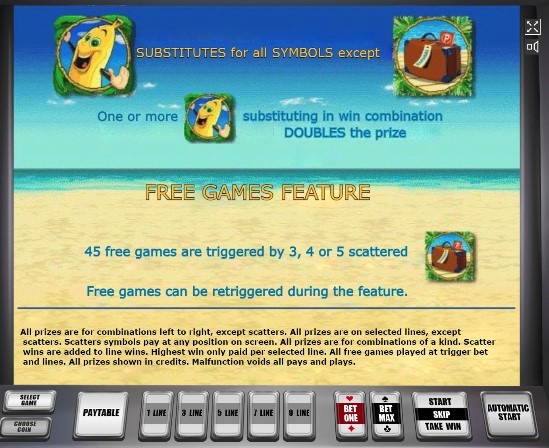 SUBSTITUTES for all SYMBOLS except
P
One or more substituting in win combination
DOUBLES the prize
FREE GAMES FEATURE
45 free games are triggered by 3, 4 or 5 scattered
P
Free games can be retriggered during the feature.
All prizes are for combinations left to right, except scatters. All prizes are on selected lines, except
scatters. Scatters symbols pay at any position on screen. All prizes are for combinations of a kind. Scatter
wins are added to line wins. Highest win only paid per selected line. All free games played at trigger bet
and lines. All prizes shown in credits. Malfunction voids all pays and plays.
SELECT
GAME
CHOOSE
COIN
PAYTABLE
1 LINE
3 LINE
5 LINE
7 LINE
9 LINE
BET
ONE
BET
MAX
START
SKIP
TAKE WIN
AUTOMATIC
START